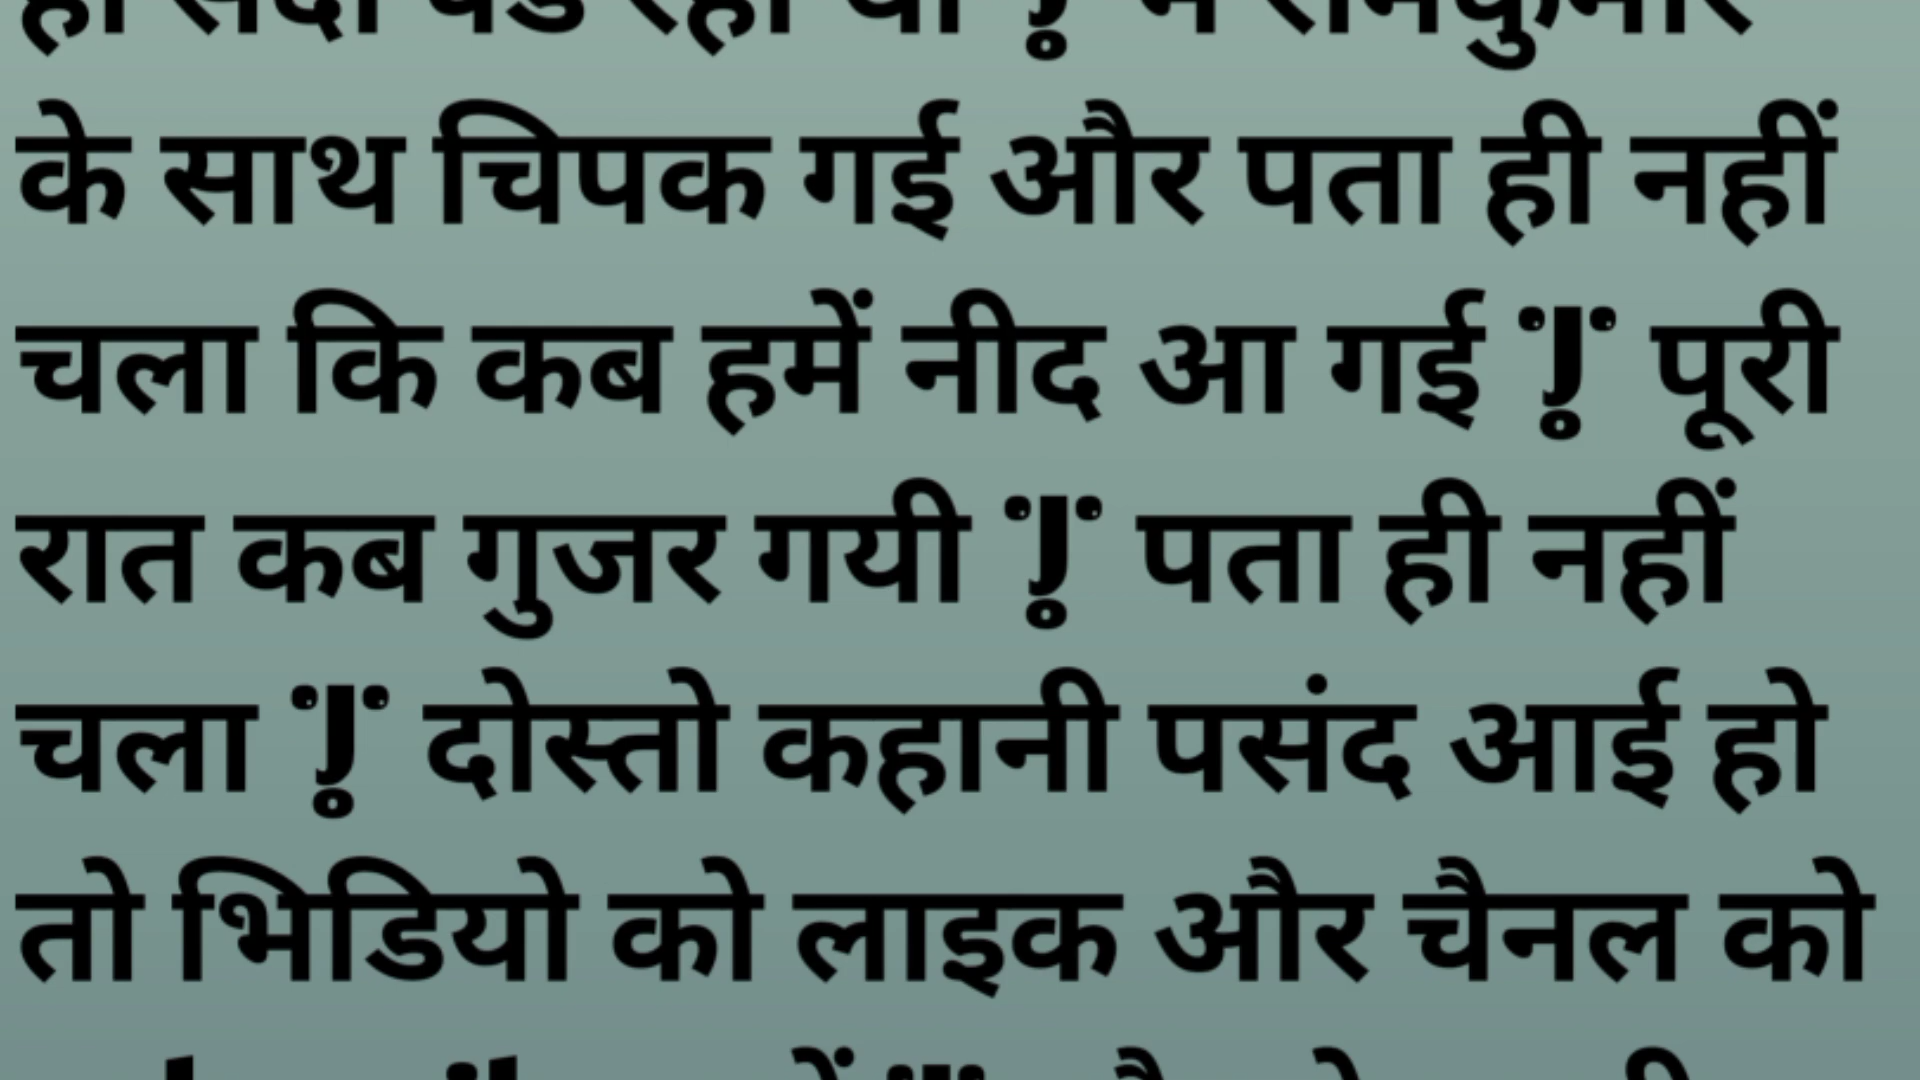 के साथ चिपक गई और पता ही नहीं
चला कि कब हमें नीद आ गई "!" पूरी
रात कब गुजर गयी "!" पता ही नहीं
चला "!" दोस्तो कहानी पसंद आई हो
तो भिडियो को लाइक और चैनल को